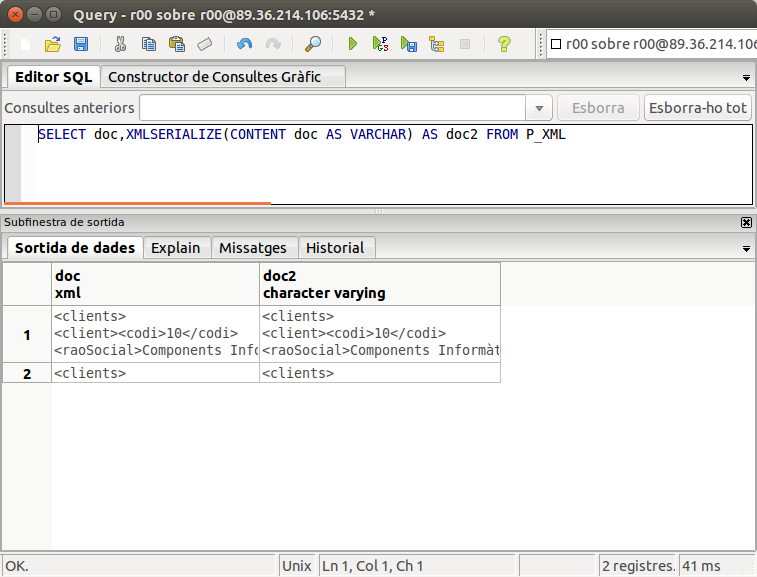 Query - r00 sobre r00@89.36.214.106:5432 *
r00 sobre r00@89.36.214.106
Editor SQL
Constructor de Consultes Gràfic
Consultes anteriors
Esborra
Esborra-ho tot
SELECT doc,XMLSERIALIZE(CONTENT doc AS VARCHAR) AS doc2 FROM P_XML
Subfinestra de sortida
Sortida de dades
Explain
Missatges
Historial
doc
xml
doc2
character varying
1
<clients>
<client><codi>10</codi>
<raoSocial>Components Info
<clients>
<client><codi>10</codi>
<raoSocial>Components Informàt
2
<clients>
<clients>
OK.
Unix
Ln 1, Col 1, Ch 1
2 registres.
41 ms